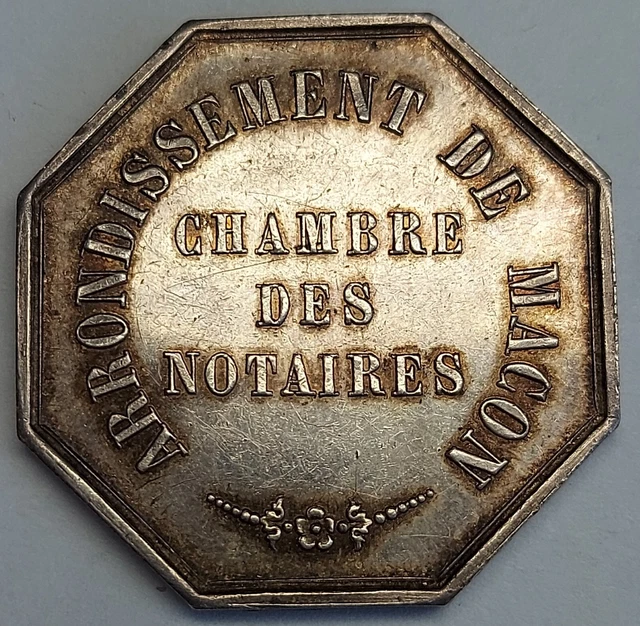 ARRONDISSEMENT DE MACON
CHAMBRE
DES
NOTAIRES